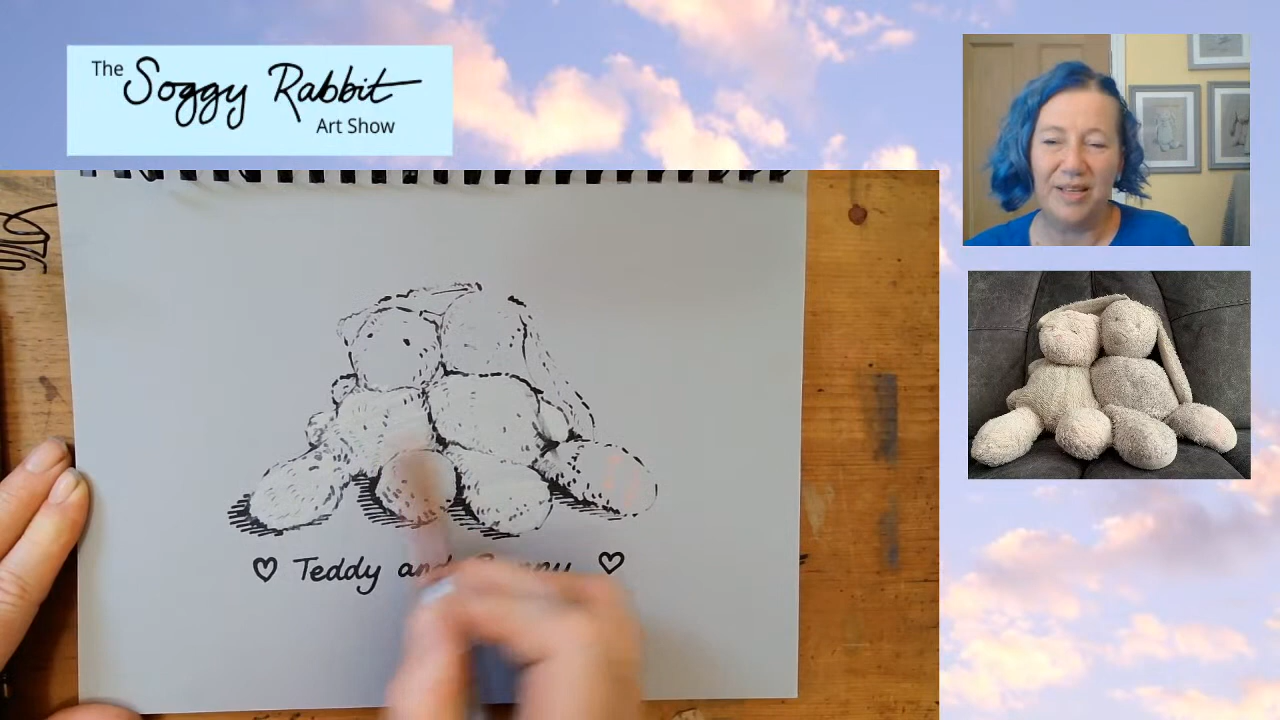 The Soggy Rabbit
Art Show
♡ Teddy and ♡